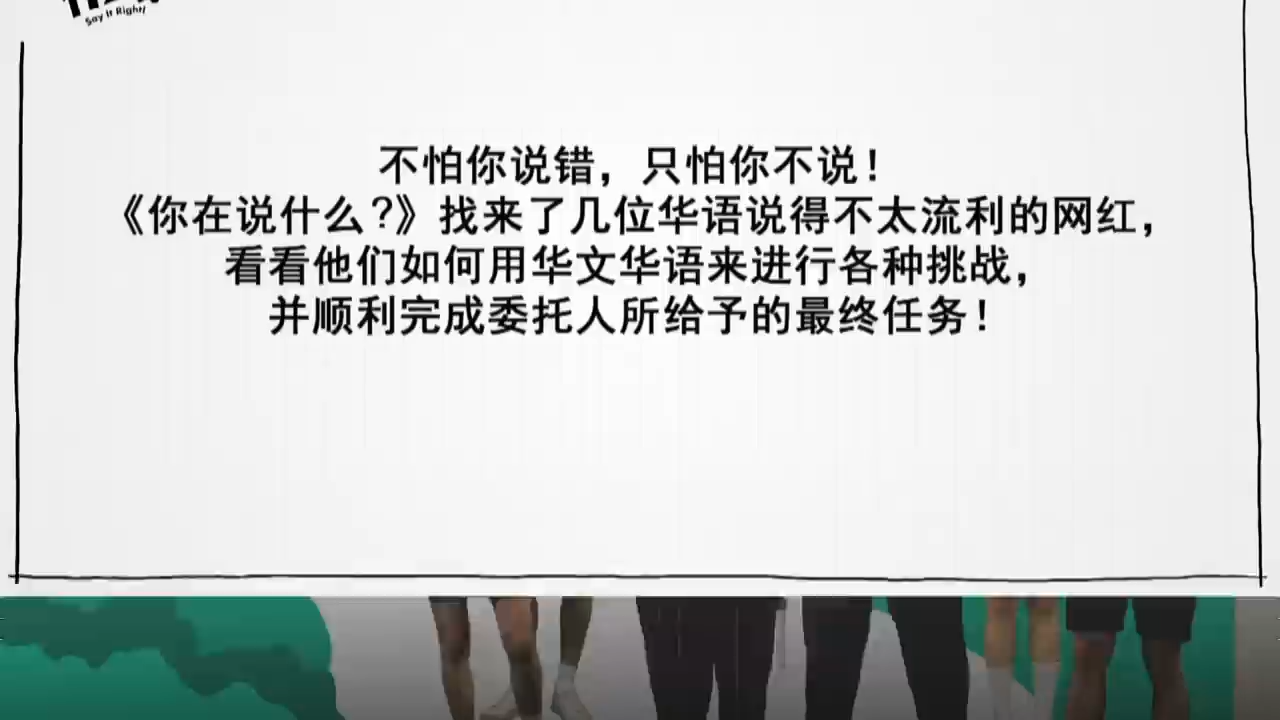 Say It Right!
不怕你说错，只怕你不说！
《你在说什么?》找来了几位华语说得不太流利的网红，
看看他们如何用华文华语来进行各种挑战，
并顺利完成委托人所给予的最终任务！